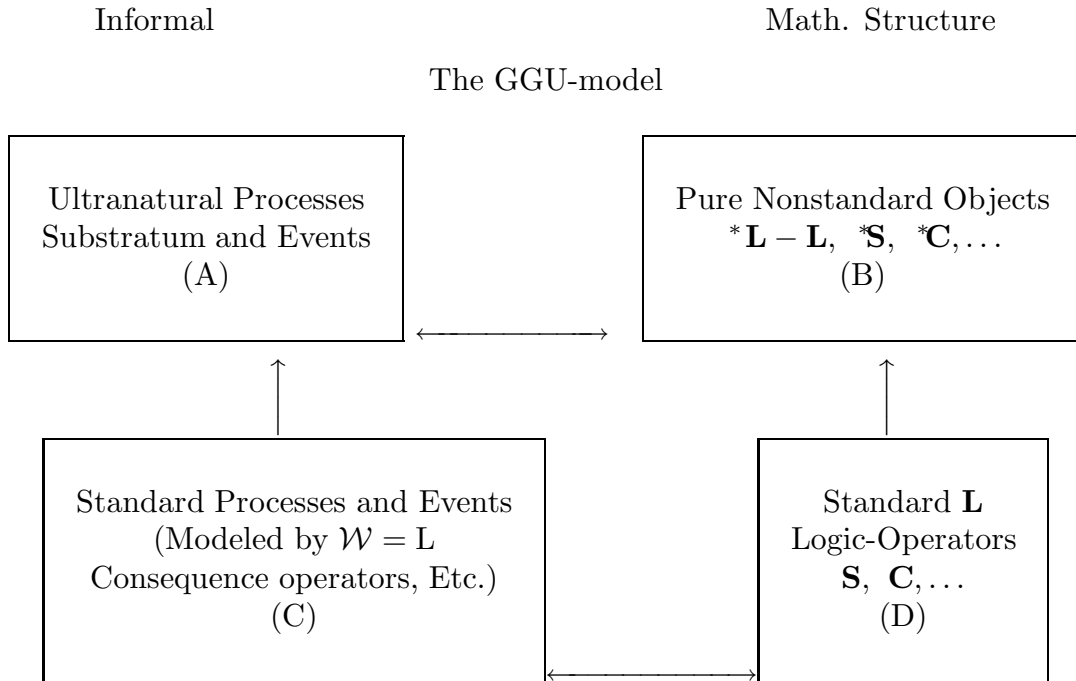 Informal
Math. Structure
The GGU-model
Ultranatural Processes
Substratum and Events
(A)
Pure Nonstandard Objects
*L – L, *S, *C, . . .
(B)
Standard Processes and Events
(Modeled by 𝒲 = L
Consequence operators, Etc.)
(C)
Standard L
Logic-Operators
S, C, . . .
(D)